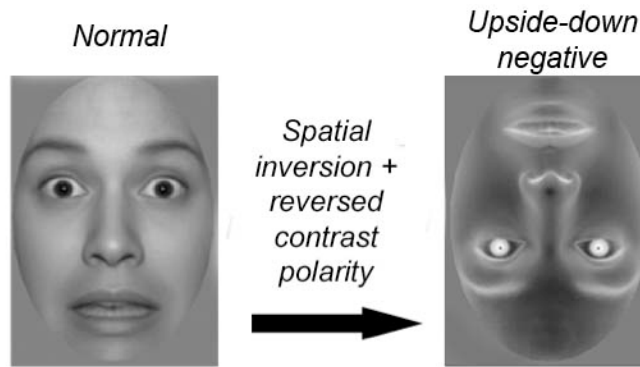 Normal
Spatial
inversion +
reversed
contrast
polarity
Upside-down
negative